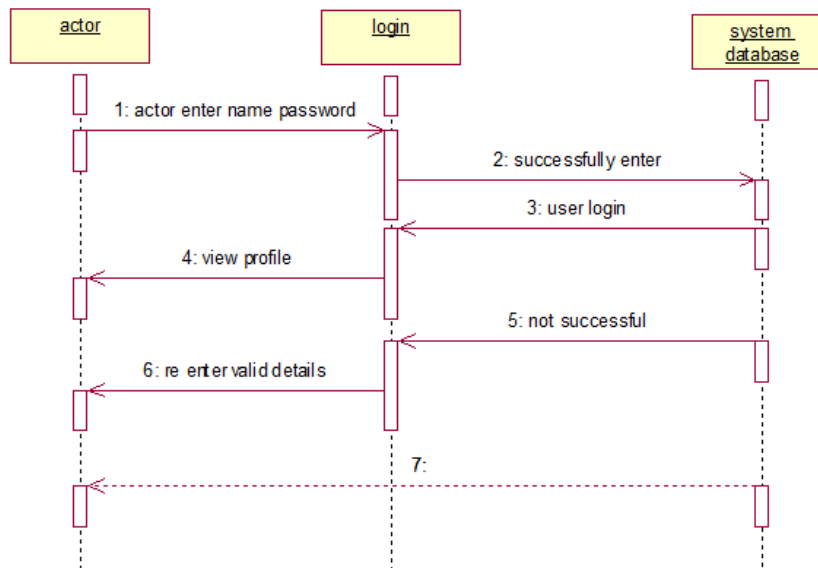 actor
login
system
database
1: actor enter name password
2: successfully enter
3: user login
4: view profile
5: not successful
6: re enter valid details
7: